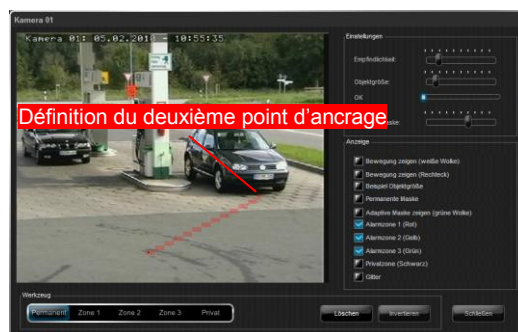 Kamera 01
Kamera 01: 05.02.2010 - 10:55:35
Einstellungen
Empfindlichkeit:
Objektgröße:
OK
Définition du deuxième point d'ancrage
Anzeige
Bewegung zeigen (weiße Wolke)
Bewegung zeigen (Rechteck)
Beispiel Objektgröße
Permanente Maske
Adaptive Maske zeigen (grüne Wolke)
Alarmzone 1 (Rot)
Alarmzone 2 (Gelb)
Alarmzone 3 (Grün)
Privatzone (Schwarz)
Gitter
Werkzeug
Permanent Zone 1 Zone 2 Zone 3 Privat
Löschen Invertieren Schließen